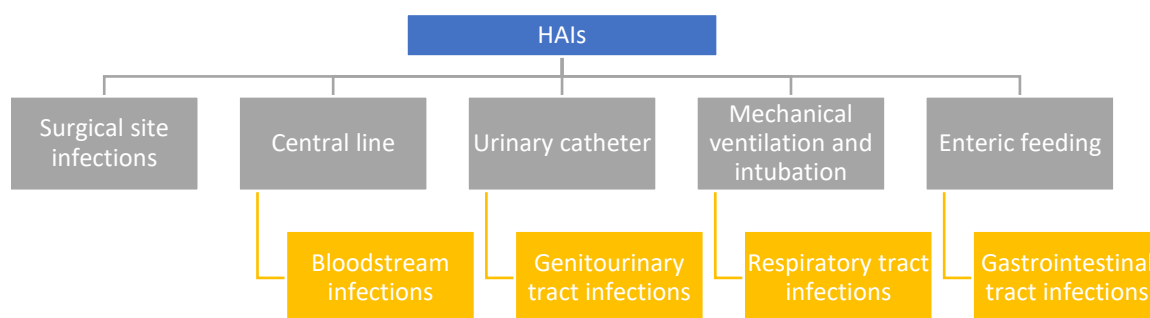 HAIs
Surgical site
infections
Central line
Urinary catheter
Mechanical
ventilation and
intubation
Enteric feeding
Bloodstream
infections
Genitourinary
tract infections
Respiratory tract
infections
Gastrointestinal
tract infections